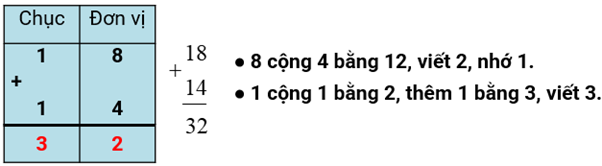 Chục Đơn vị
1 8
+
1 4
3 2
18
+
14
32
● 8 cộng 4 bằng 12, viết 2, nhớ 1.
● 1 cộng 1 bằng 2, thêm 1 bằng 3, viết 3.